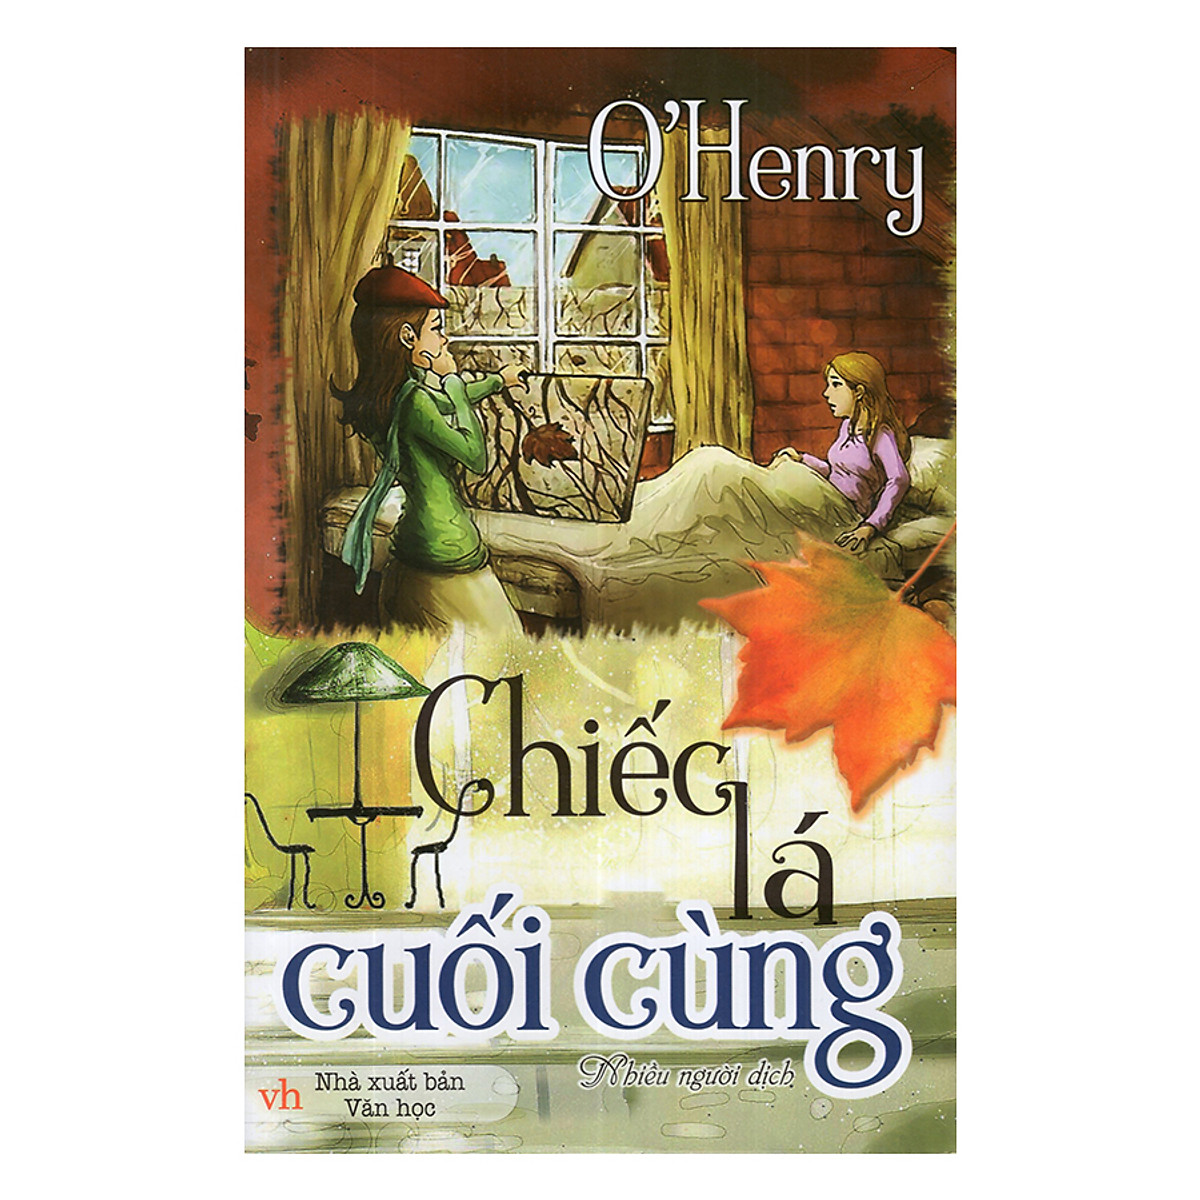 O'Henry
Chiếc
lá
cuối cùng
Nhiều người dịch
vh
Nhà xuất bản
Văn học